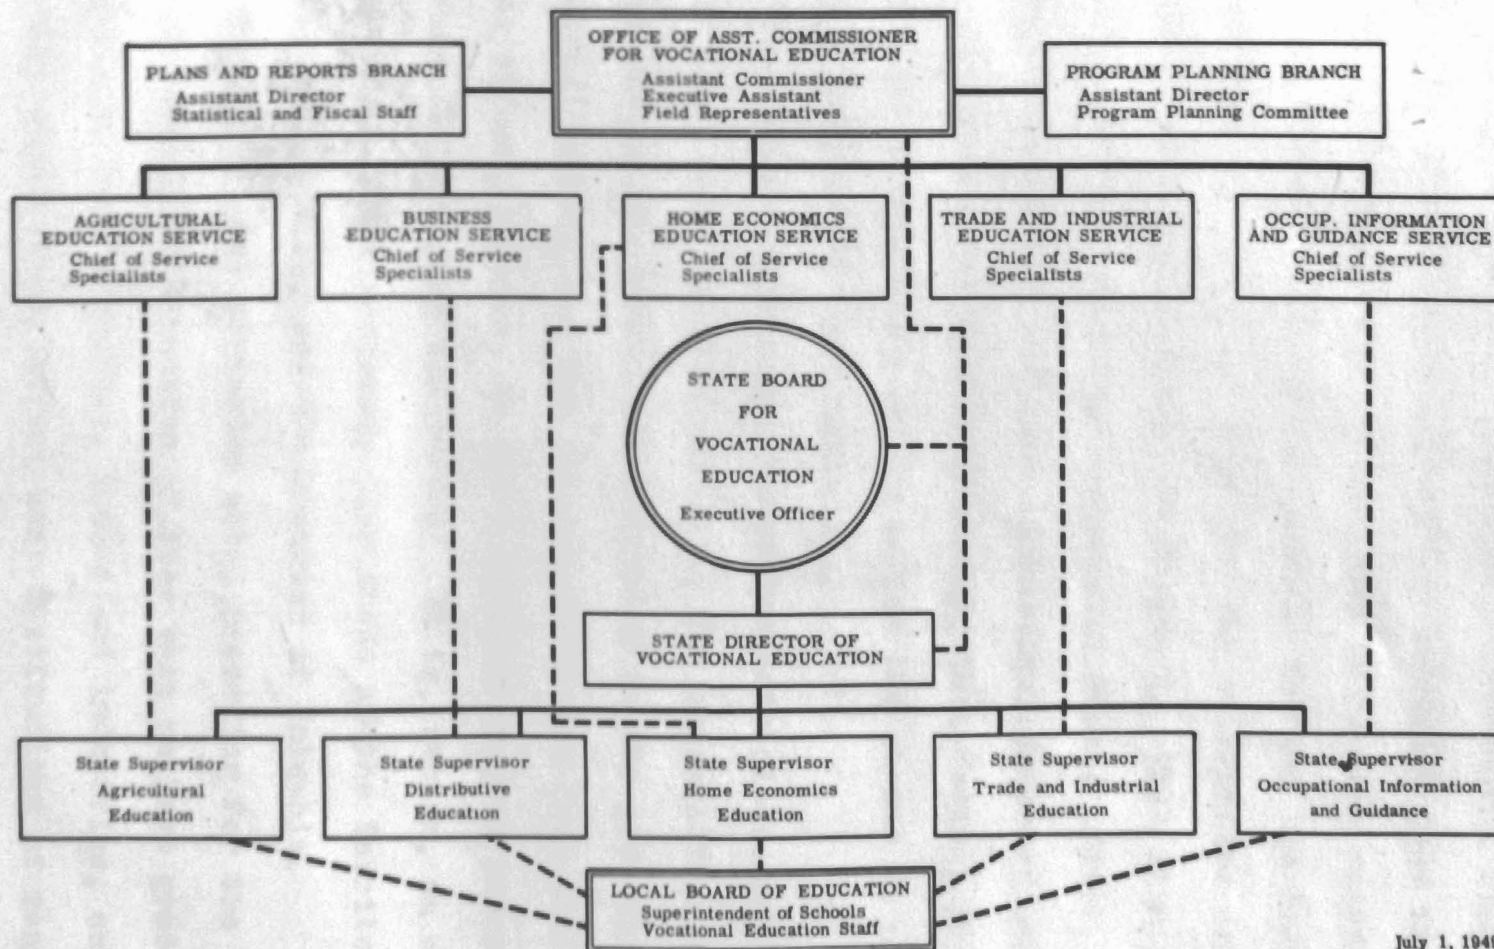 OFFICE OF ASST. COMMISSIONER
FOR VOCATIONAL EDUCATION
Assistant Commissioner
Executive Assistant
Field Representatives
PLANS AND REPORTS BRANCH
Assistant Director
Statistical and Fiscal Staff
PROGRAM PLANNING BRANCH
Assistant Director
Program Planning Committee
AGRICULTURAL
EDUCATION SERVICE
Chief of Service
Specialists
BUSINESS
EDUCATION SERVICE
Chief of Service
Specialists
HOME ECONOMICS
EDUCATION SERVICE
Chief of Service
Specialists
TRADE AND INDUSTRIAL
EDUCATION SERVICE
Chief of Service
Specialists
OCCUP. INFORMATION
AND GUIDANCE SERVICE
Chief of Service
Specialists
STATE BOARD
FOR
VOCATIONAL
EDUCATION
Executive Officer
STATE DIRECTOR OF
VOCATIONAL EDUCATION
State Supervisor
Agricultural
Education
State Supervisor
Distributive
Education
State Supervisor
Home Economics
Education
State Supervisor
Trade and Industrial
Education
State Supervisor
Occupational Information
and Guidance
LOCAL BOARD OF EDUCATION
Superintendent of Schools
Vocational Education Staff
July 1,